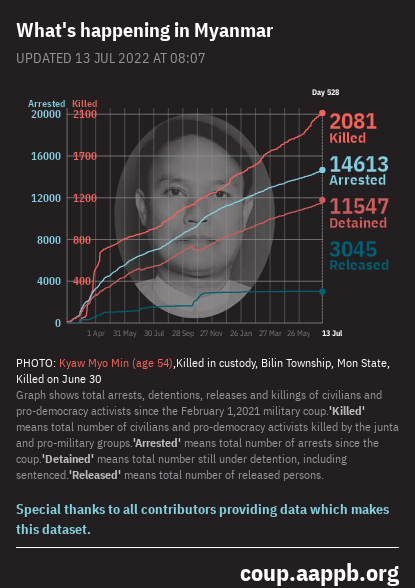 What's happening in Myanmar
UPDATED 13 JUL 2022 AT 08:07
Day 528
Arrested Killed
20000 2100
2081
Killed
16000 1700
14613
Arrested
12000 1200
11547
Detained
8000 800
3045
Released
4000 400
0
1 Apr 31 May 30 Jul 28 Sep 27 Nov 26 Jan 27 Mar 26 May 13 Jul
PHOTO: Kyaw Myo Min (age 54),Killed in custody, Bilin Township, Mon State,
Killed on June 30
Graph shows total arrests, detentions, releases and killings of civilians and
pro-democracy activists since the February 1,2021 military coup.'Killed'
means total number of civilians and pro-democracy activists killed by the junta
and pro-military groups.'Arrested' means total number of arrests since the
coup.'Detained' means total number still under detention, including
sentenced.'Released' means total number of released persons.
Special thanks to all contributors providing data which makes
this dataset.
coup.aappb.org